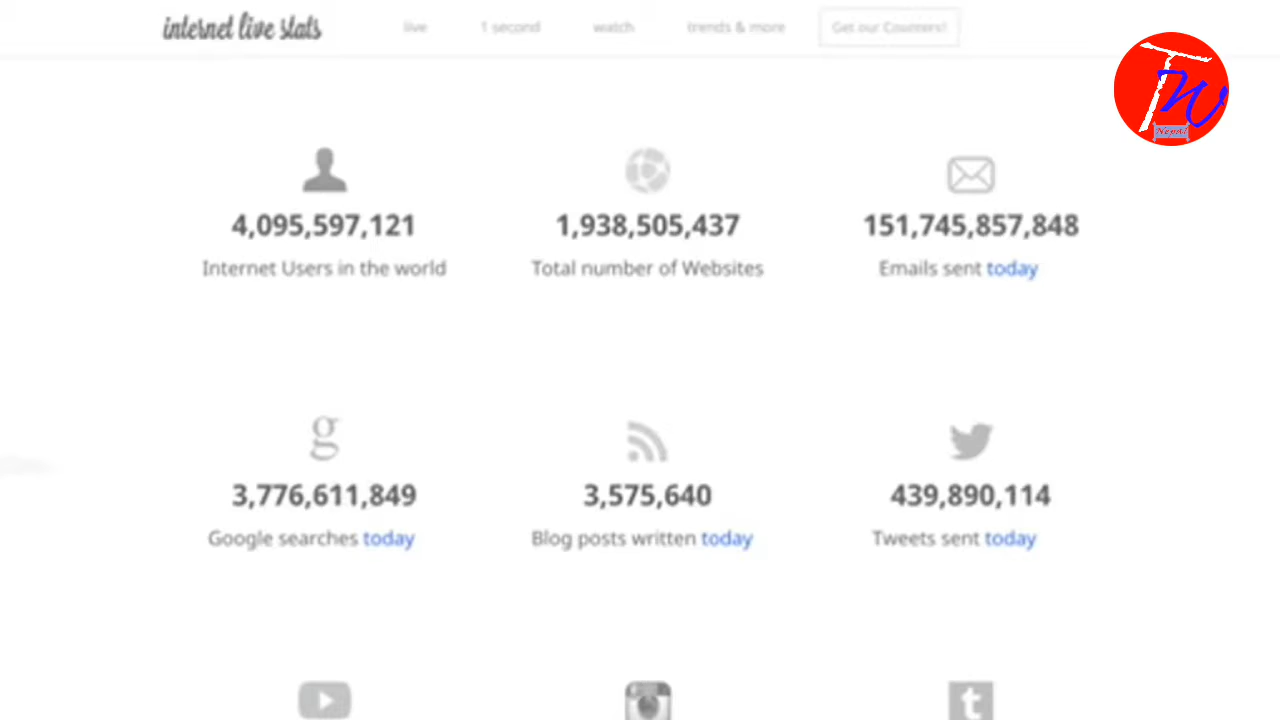 internet live stats live 1 second watch trends & more Get our Counters!
TW
Nepal
4,095,597,121 1,938,505,437 151,745,857,848
Internet Users in the world Total number of Websites Emails sent today
g
3,776,611,849 3,575,640 439,890,114
Google searches today Blog posts written today Tweets sent today
t